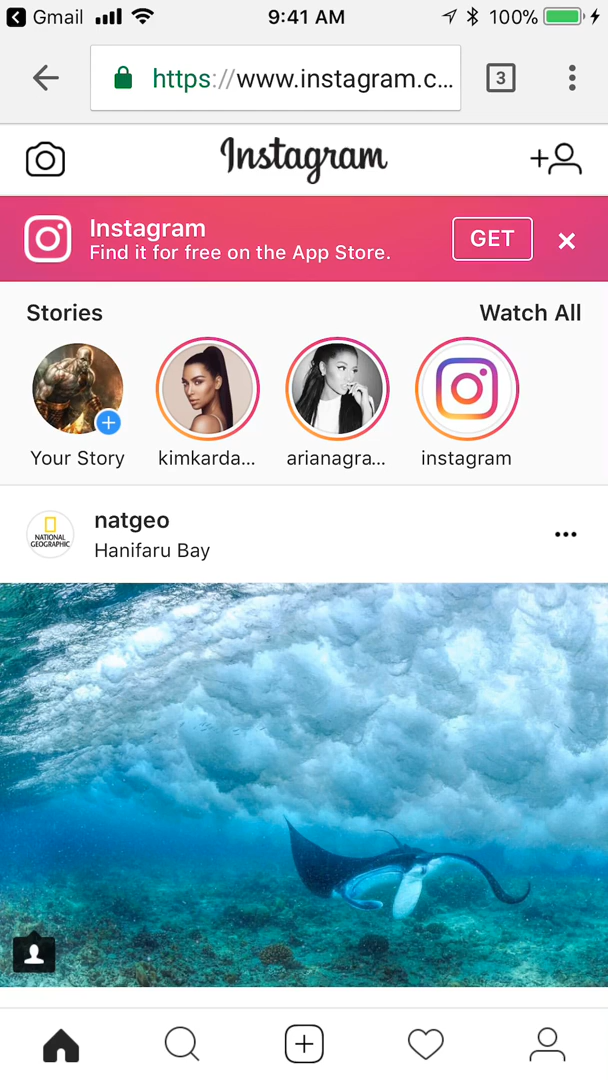 Gmail 9:41 AM 100%
https://www.instagram.c... 3
Instagram
Instagram
Find it for free on the App Store. GET
Stories Watch All
Your Story kimkarda... arianagra... instagram
natgeo
NATIONAL
GEOGRAPHIC
Hanifaru Bay